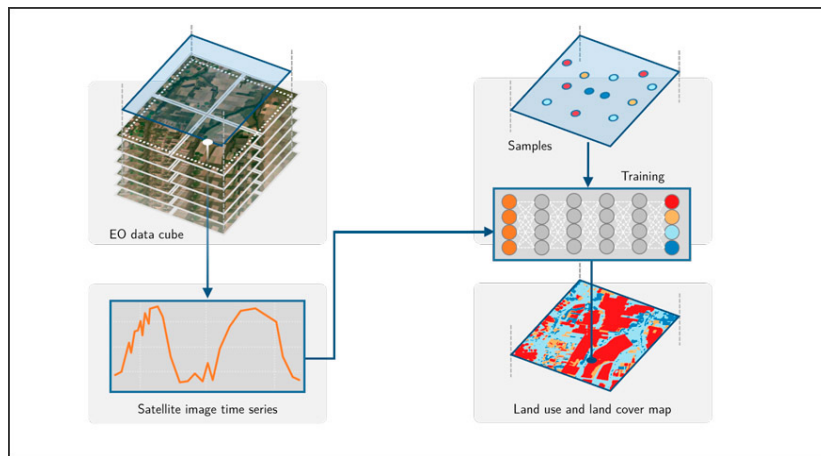 Samples
Training
EO data cube
Satellite image time series
Land use and land cover map